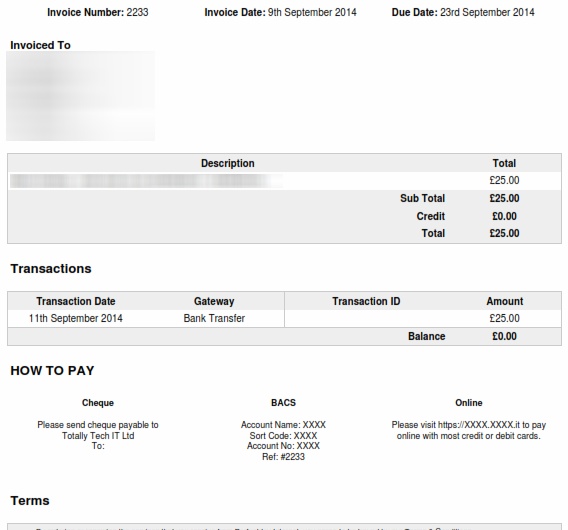 Invoice Number: 2233 Invoice Date: 9th September 2014 Due Date: 23rd September 2014
Invoiced To
Description Total
£25.00
Sub Total £25.00
Credit £0.00
Total £25.00
Transactions
Transaction Date Gateway Transaction ID Amount
11th September 2014 Bank Transfer £25.00
Balance £0.00
HOW TO PAY
Cheque BACS Online
Please send cheque payable to Account Name: XXXX Please visit https://XXXX.XXXX.it to pay
Totally Tech IT Ltd Sort Code: XXXX online with most credit or debit cards.
To: Account No: XXXX
Ref: #2233
Terms